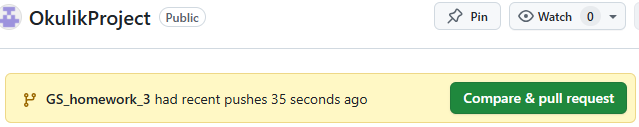 OkulikProject Public Pin Watch 0
GS_homework_3 had recent pushes 35 seconds ago Compare & pull request